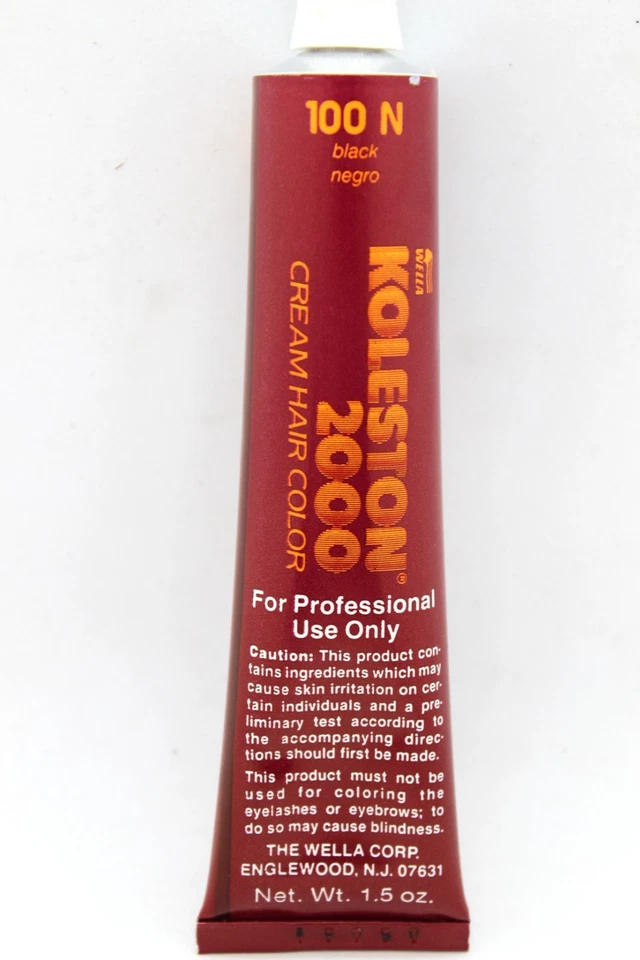 100 N
black
negro
WELLA
KOLESTON
2000
CREAM HAIR COLOR
For Professional
Use Only
Caution: This product con-
tains ingredients which may
cause skin irritation on cer-
tain individuals and a pre-
liminary test according to
the accompanying direc-
tions should first be made.
This product must not be
used for coloring the
eyelashes or eyebrows; to
do so may cause blindness.
THE WELLA CORP.
ENGLEWOOD, N.J. 07631
Net. Wt. 1.5 oz.